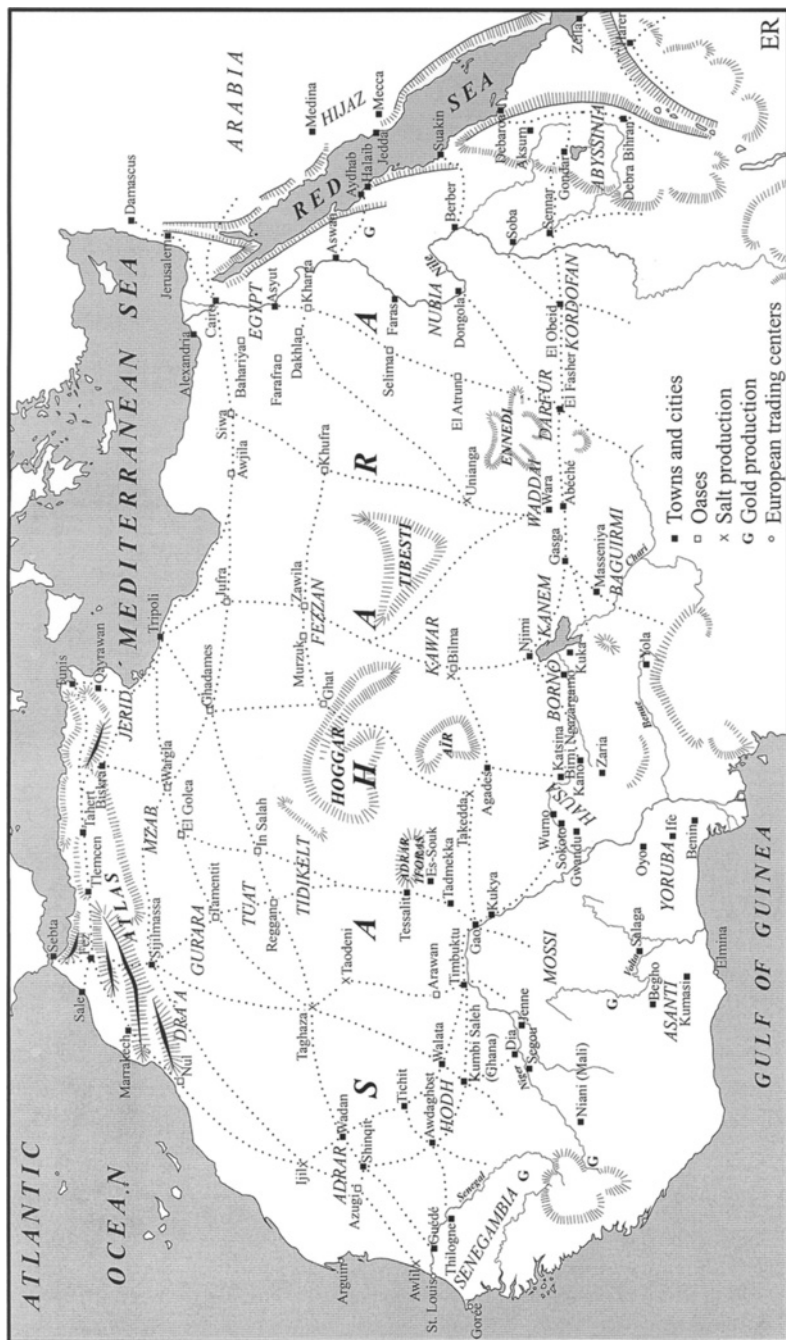 ATLANTIC
OCEAN
MEDITERRANEAN SEA
RED SEA
ARABIA
HIJAZ
GULF OF GUINEA
SAHARA
Sebta
Sale
Fez
Tlemcen
Tahert
Biskra
Tunis
Qayrawan
JERID
Tripoli
ATLAS
Marrakech
DRA'A
Nul
Sijilmassa
MZAB
Wargla
El Golea
Ghadames
Jufra
Awjila
Siwa
Alexandria
Cairo
Jerusalem
Damascus
Bahariya
Farafra
Dakhla
Kharga
EGYPT
Asyut
Aswan
G
Aydhab
Halaib
Medina
Mecca
Jedda
GURARA
Tamentit
TUAT
Reggan
In Salah
TIDIKELT
HOGGAR
Ghat
Murzuk
Zawila
FEZZAN
TIBESTI
Khufra
Selima
Faras
NUBIA
Nile
Dongola
Berber
Suakin
Ijil
Taghaza
Taodeni
ADRAR
Wadan
Azugi
Shinqit
Tichit
Arguin
Awlil
St. Louis
Gorée
Guédé
Thilogne
Senegal
SENEGAMBIA
G
G
Awdaghost
HODH
Walata
Kumbi Saleh
(Ghana)
Timbuktu
Arawan
Tessalit
ADRAR
IFORAS
Es-Souk
Tadmekka
Gao
Kukya
Takedda
Agades
AÏR
KAWAR
Bilma
Unianga
ENNEDI
El Atrun
Dia
Jenne
Segou
Niger
Niani (Mali)
MOSSI
G
Begho
ASANTI
Kumasi
Volta
Salaga
Elmina
YORUBA
Oyo
Ife
Benin
Wurno
Sokoto
Gwandu
HAUSA
Katsina
Birni Ngazargamo
Kano
Zaria
BORNO
Njimi
KANEM
Kuka
Benue
Yola
Gasga
Masseniya
BAGUIRMI
Chari
WADDAI
Wara
Abéché
DARFUR
El Fasher
El Obeid
KORDOFAN
Soba
Sennar
Gondar
ABYSSINIA
Debaroa
Aksum
Debra Bihran
Zeila
Harer
■ Towns and cities
□ Oases
× Salt production
G Gold production
○ European trading centers
ER